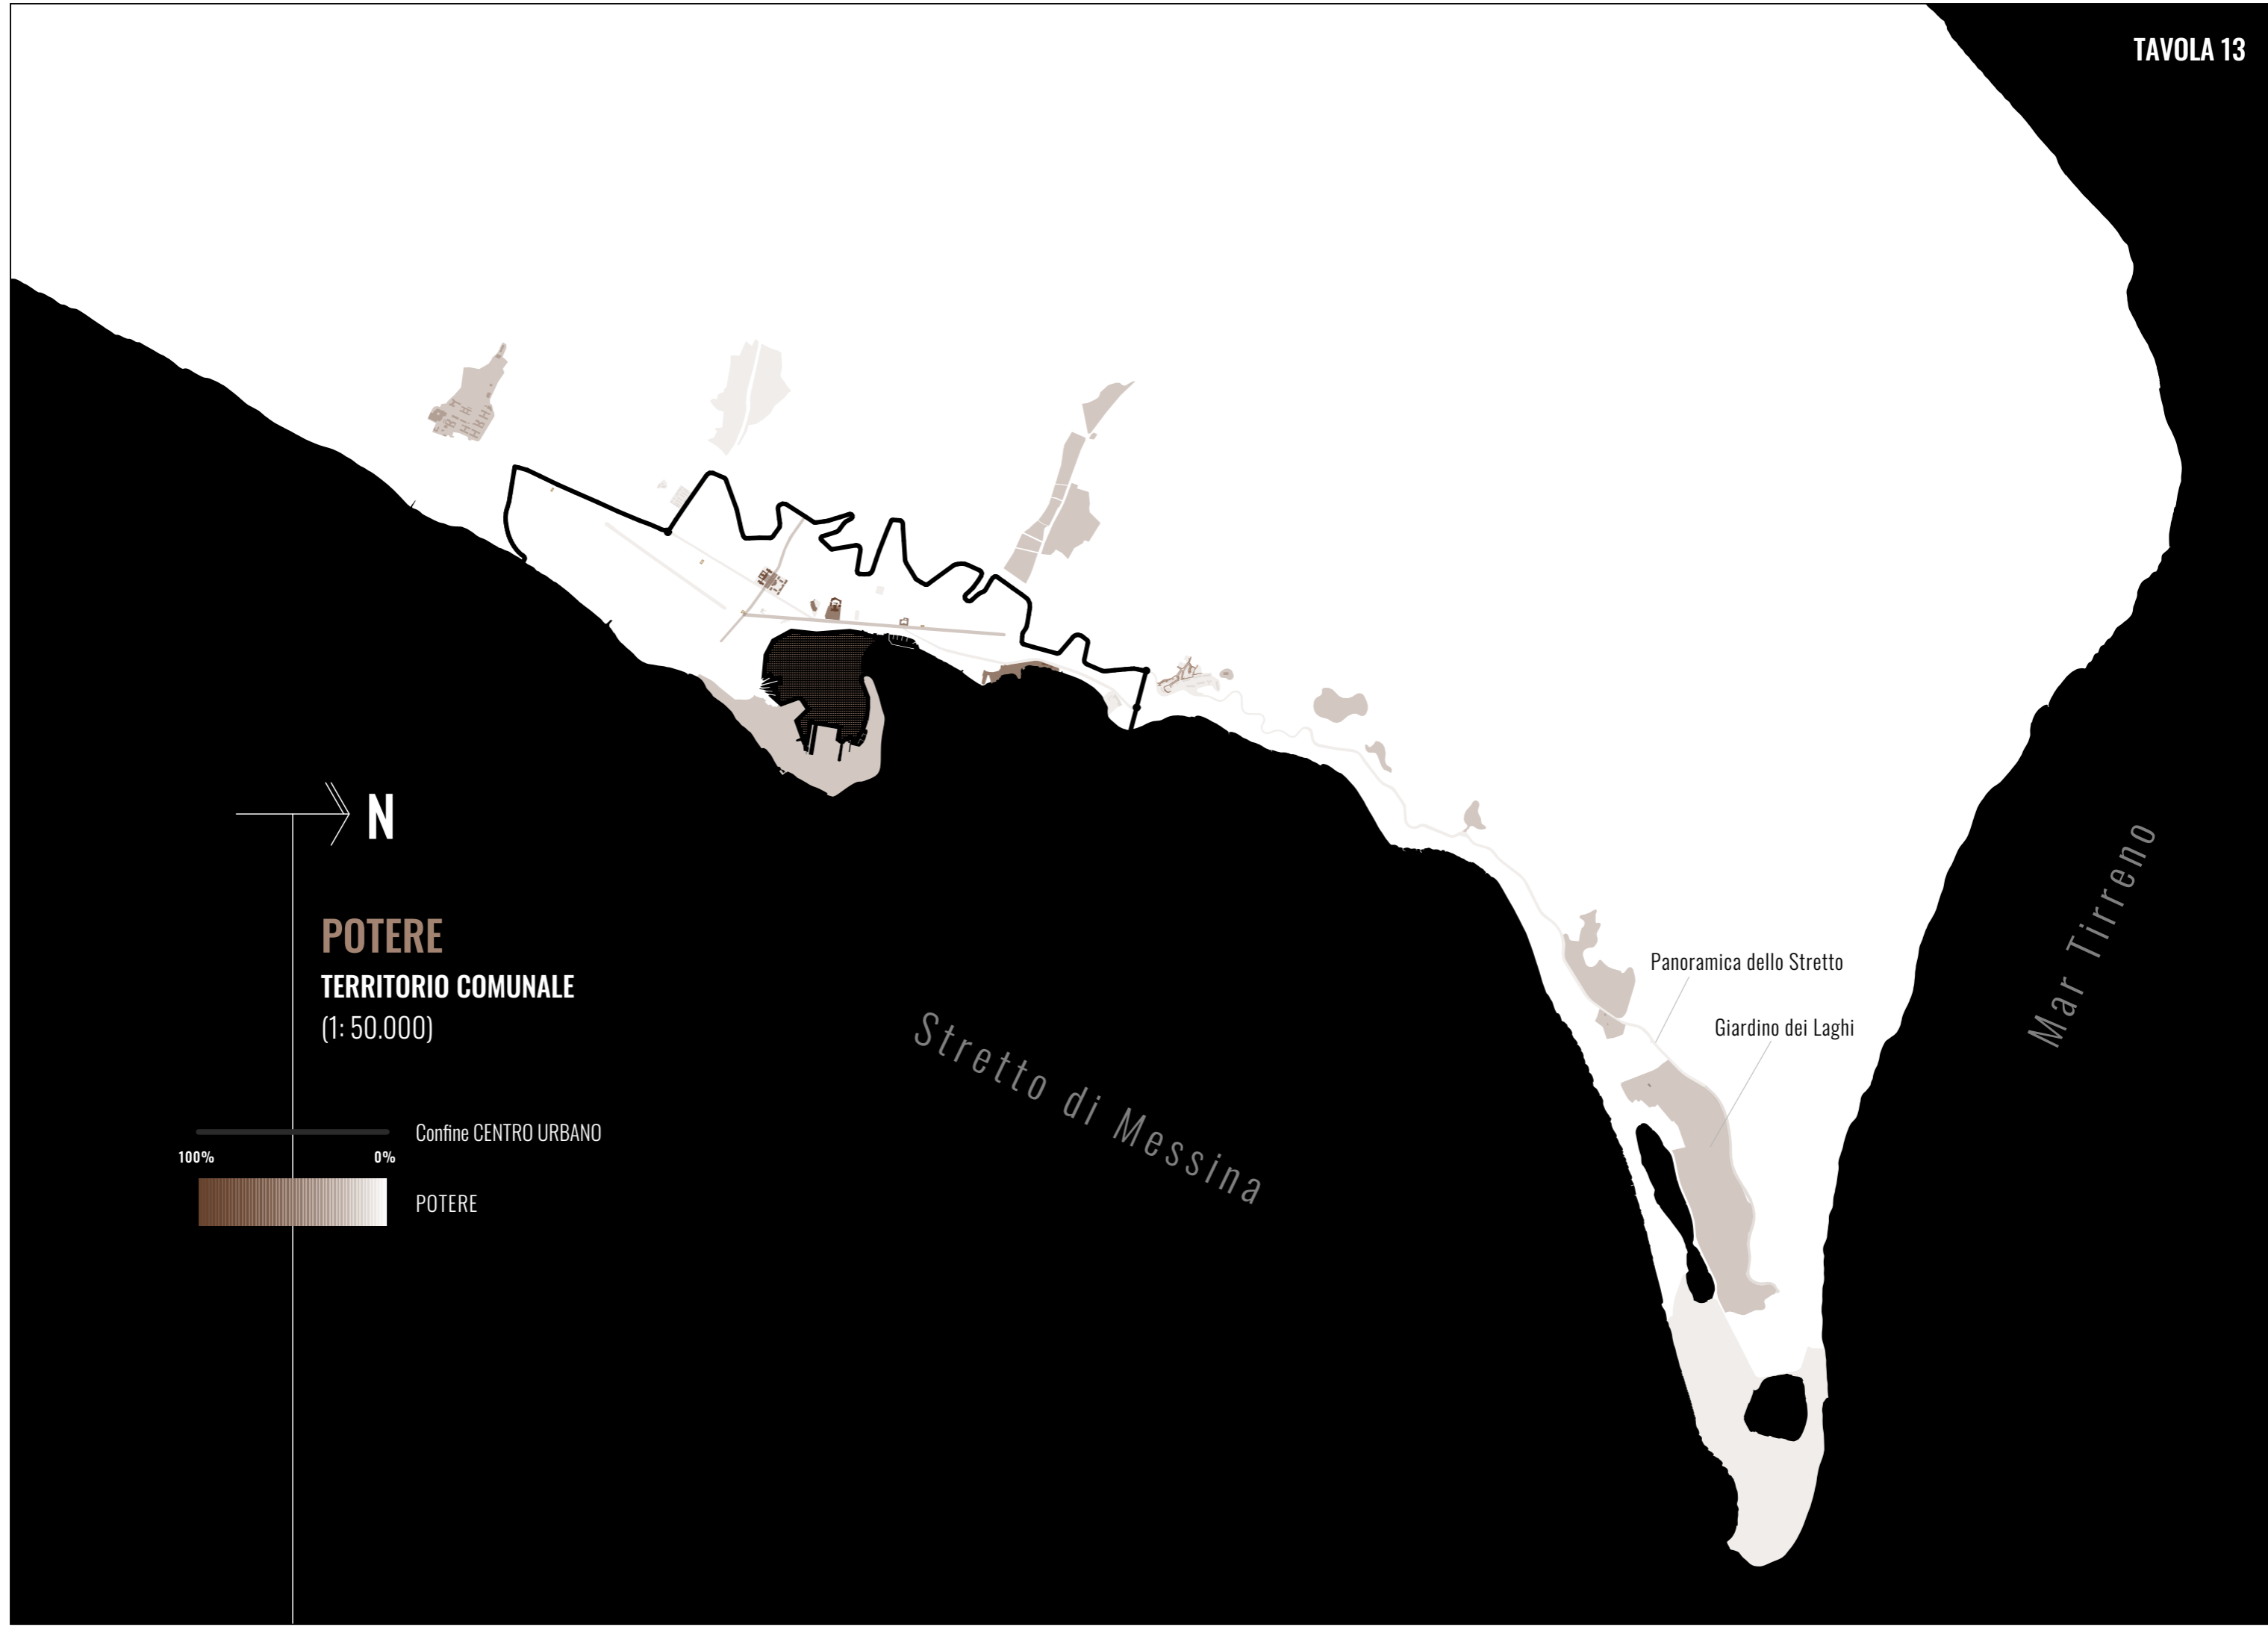 TAVOLA 13
N
POTERE
TERRITORIO COMUNALE
(1: 50.000)
Confine CENTRO URBANO
100% 0%
POTERE
Stretto di Messina
Panoramica dello Stretto
Giardino dei Laghi
Mar Tirreno